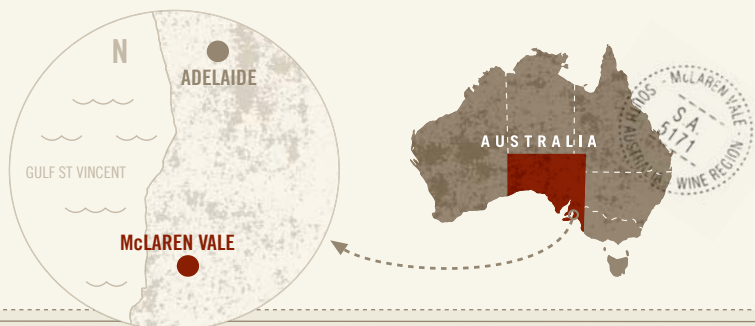 N
ADELAIDE
GULF ST VINCENT
McLAREN VALE
AUSTRALIA
McLAREN VALE
WINE REGION
S A
5171